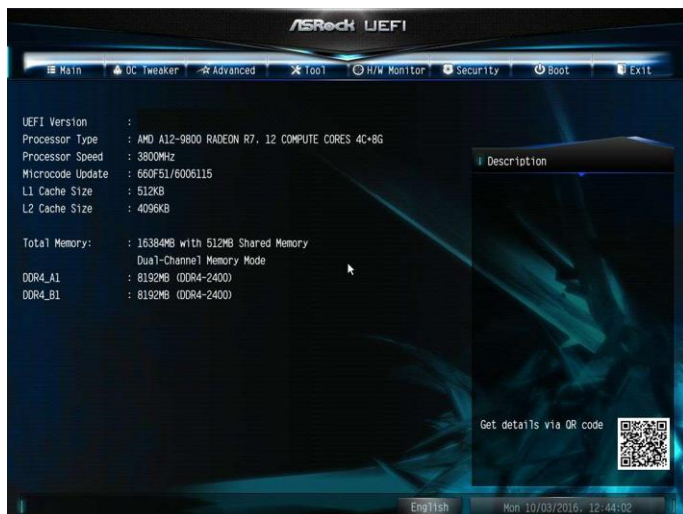 ASRock UEFI
Main OC Tweaker Advanced Tool H/W Monitor Security Boot Exit
UEFI Version :
Processor Type : AMD A12-9800 RADEON R7, 12 COMPUTE CORES 4C+8G
Processor Speed : 3800MHz
Microcode Update : 660F51/6006115
L1 Cache Size : 512KB
L2 Cache Size : 4096KB
Total Memory: : 16384MB with 512MB Shared Memory
Dual-Channel Memory Mode
DDR4_A1 : 8192MB (DDR4-2400)
DDR4_B1 : 8192MB (DDR4-2400)
Description
Get details via QR code
English
Mon 10/03/2016. 12:44:02